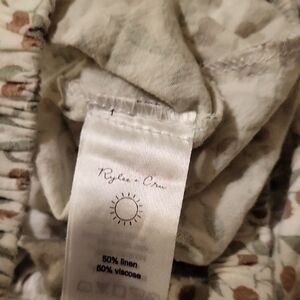 Rylee + Cru
50% linen
50% viscose